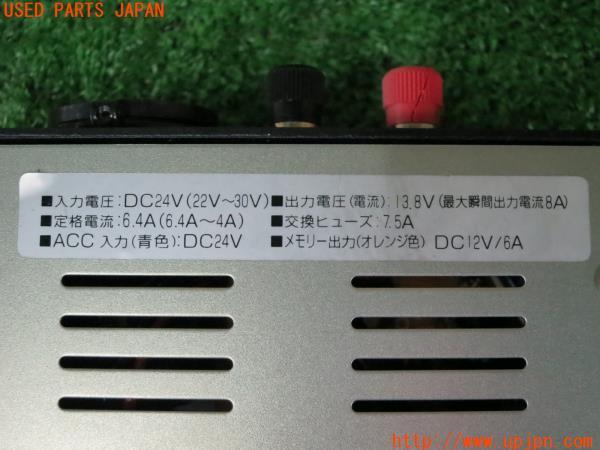 USED PARTS JAPAN
■入力電圧:DC24V(22V～30V)■出力電圧(電流):13.8V(最大瞬間出力電流8A)
■定格電流:6.4A(6.4A～4A)■交換ヒューズ:7.5A
■ACC 入力(青色):DC24V ■メモリー出力(オレンジ色) DC12V/6A
http://www.upjpn.com/